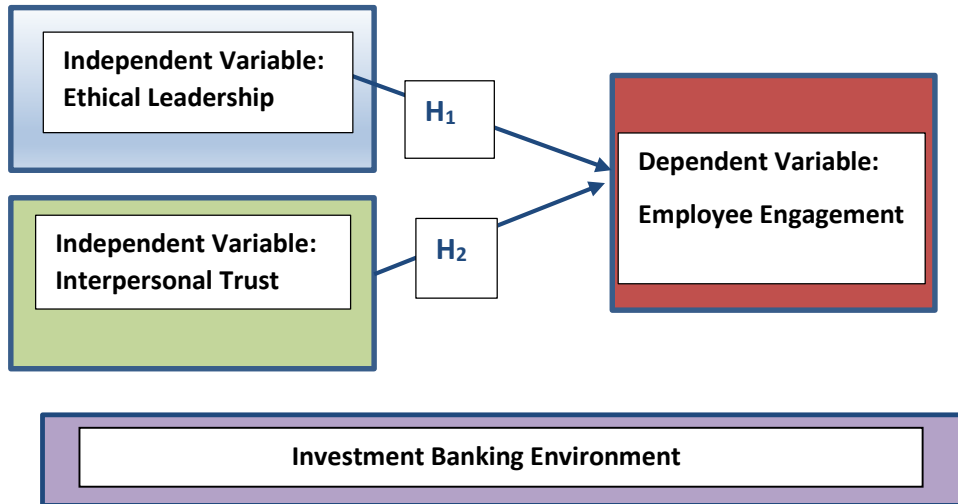 Independent Variable:
Ethical Leadership
H₁
Dependent Variable:
Employee Engagement
Independent Variable:
Interpersonal Trust
H₂
Investment Banking Environment